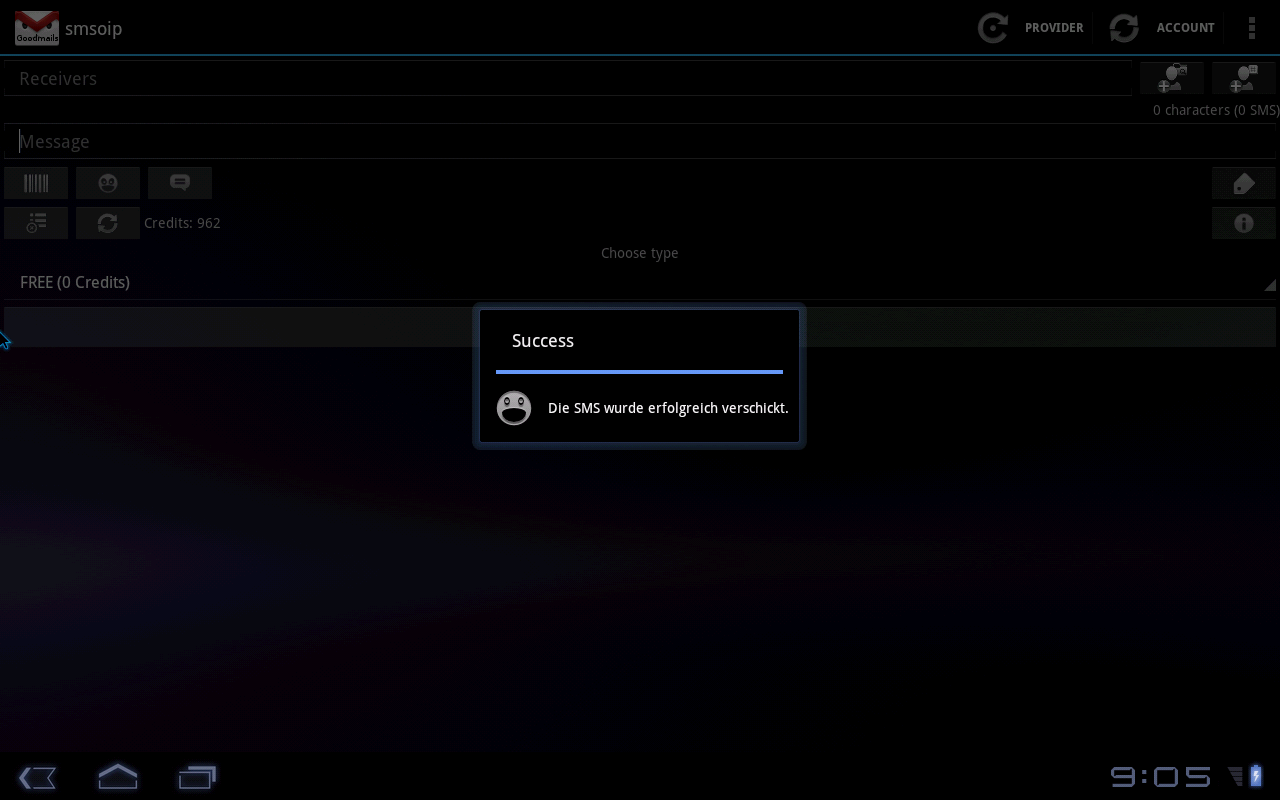 Goodmails
smsoip
PROVIDER
ACCOUNT
Receivers
0 characters (0 SMS)
Message
Credits: 962
Choose type
FREE (0 Credits)
Success
Die SMS wurde erfolgreich verschickt.
9:05